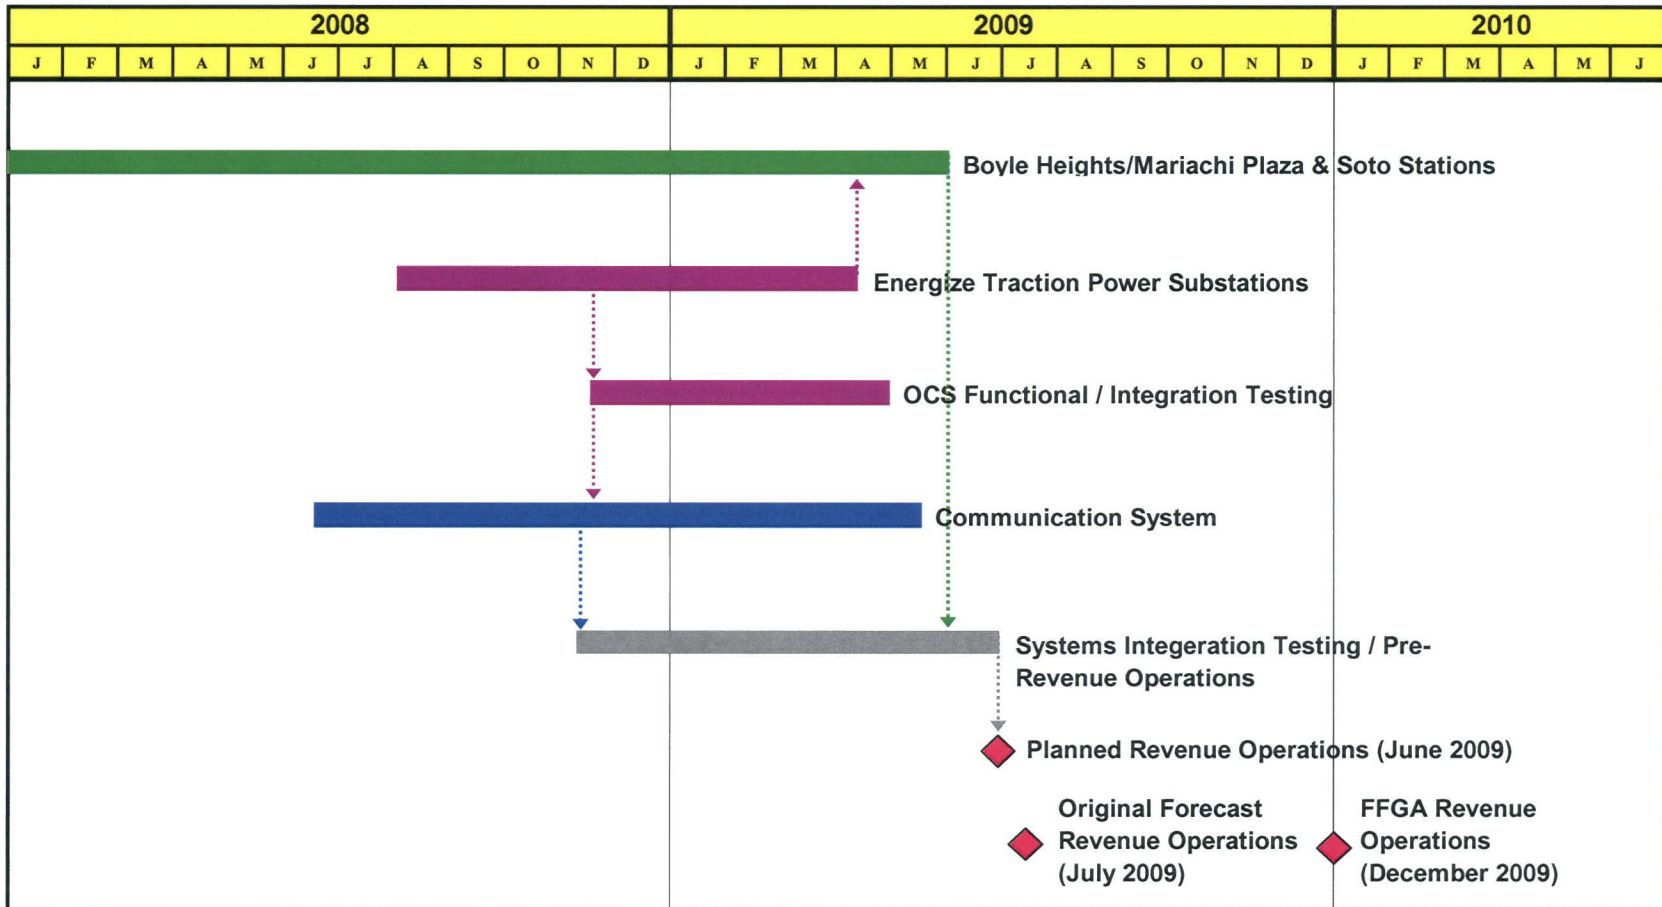 2008 2009 2010
J F M A M J J A S O N D J F M A M J J A S O N D J F M A M J
Boyle Heights/Mariachi Plaza & Soto Stations
Energize Traction Power Substations
OCS Functional / Integration Testing
Communication System
Systems Integeration Testing / Pre-
Revenue Operations
Planned Revenue Operations (June 2009)
Original Forecast
Revenue Operations
(July 2009)
FFGA Revenue
Operations
(December 2009)